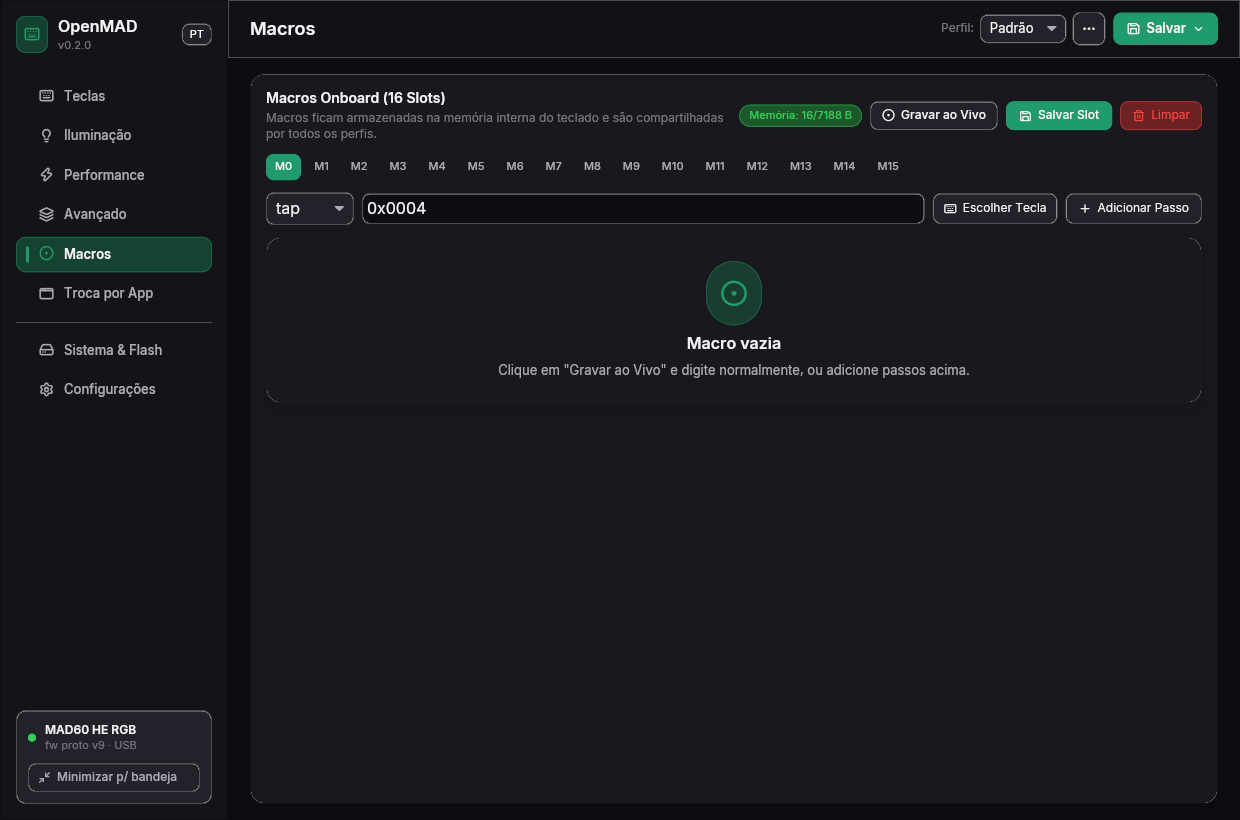 OpenMAD
v0.2.0
PT
Teclas
Iluminação
Performance
Avançado
Macros
Troca por App
Sistema & Flash
Configurações
MAD60 HE RGB
fw proto v9 · USB
Minimizar p/ bandeja
Macros
Perfil:
Padrão
...
Salvar
Macros Onboard (16 Slots)
Macros ficam armazenadas na memória interna do teclado e são compartilhadas
por todos os perfis.
Memória: 16/7188 B
Gravar ao Vivo
Salvar Slot
Limpar
M0 M1 M2 M3 M4 M5 M6 M7 M8 M9 M10 M11 M12 M13 M14 M15
tap
0x0004
Escolher Tecla
+ Adicionar Passo
Macro vazia
Clique em "Gravar ao Vivo" e digite normalmente, ou adicione passos acima.